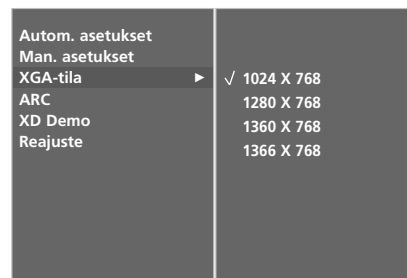 Autom. asetukset
Man. asetukset
XGA-tila
ARC
XD Demo
Reajuste
1024 X 768
1280 X 768
1360 X 768
1366 X 768